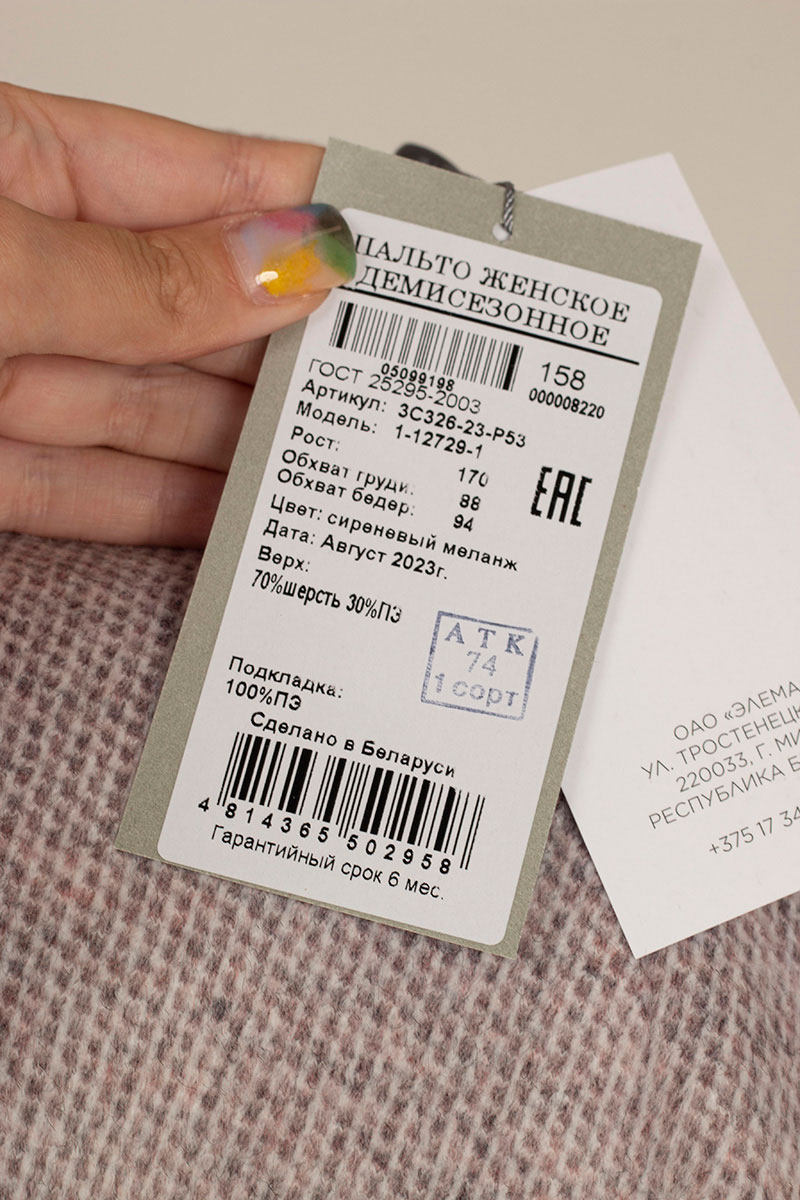 ПАЛЬТО ЖЕНСКОЕ
ДЕМИСЕЗОННОЕ
05099198
158
000008220
ГОСТ 25295-2003
Артикул: 3С326-23-Р53
Модель: 1-12729-1
Рост: 170
Обхват груди: 88
Обхват бедер: 94
ЕАС
Цвет: сиреневый меланж
Дата: Август 2023г.
Верх:
70%шерсть 30%ПЭ
АТК
74
1 сорт
Подкладка:
100%ПЭ
Сделано в Беларуси
4 814365 502958
Гарантийный срок 6 мес.
ОАО «ЭЛЕМА
УЛ. ТРОСТЕНЕЦК
220033, Г. МИ
РЕСПУБЛИКА Б
+375 17 34